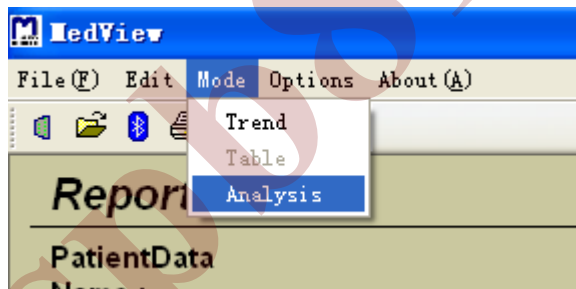 MedView
File(F) Edit Mode Options About(A)
Trend
Table
Analysis
Report
PatientData